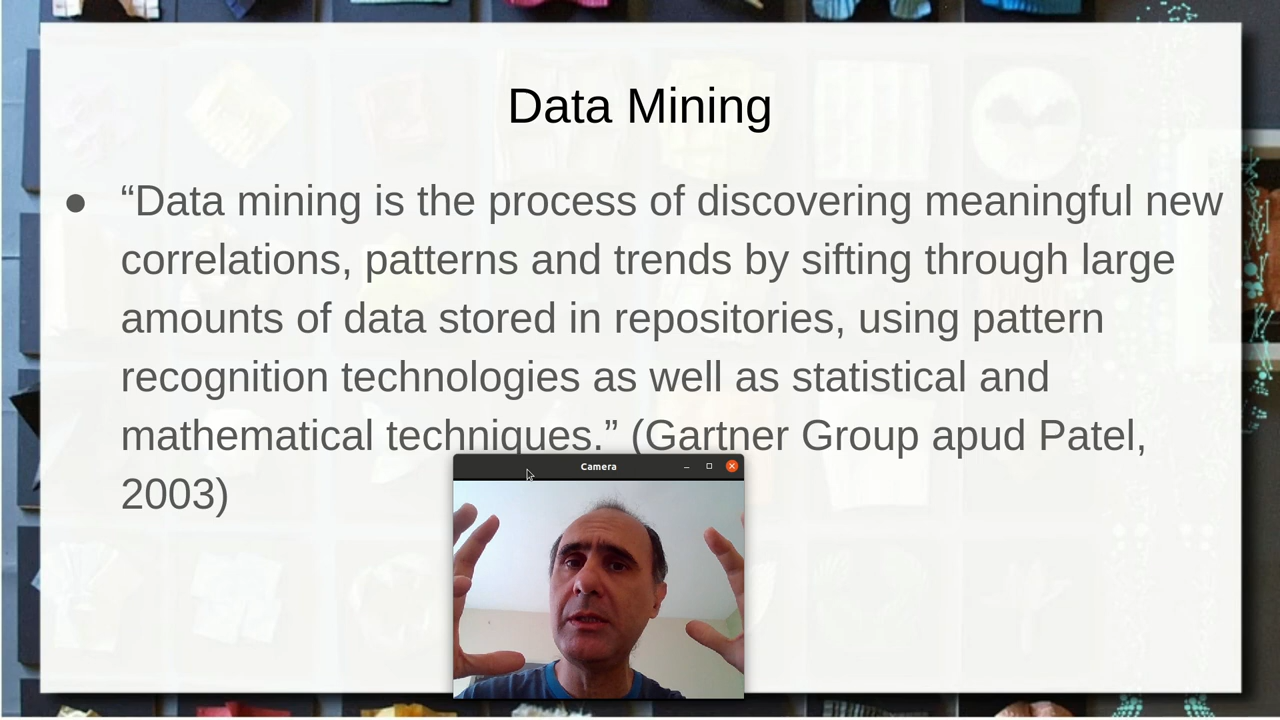 Data Mining
● “Data mining is the process of discovering meaningful new
correlations, patterns and trends by sifting through large
amounts of data stored in repositories, using pattern
recognition technologies as well as statistical and
mathematical techniques.” (Gartner Group apud Patel,
2003)
Camera